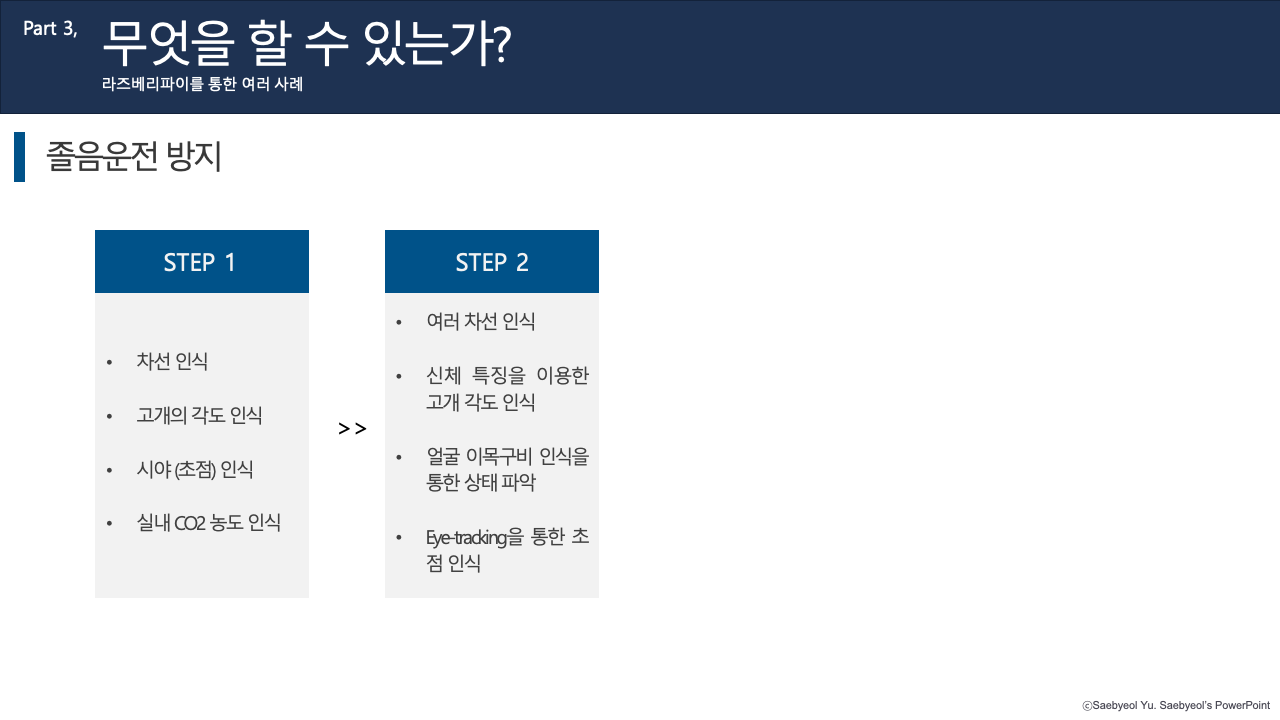 Part 3,
무엇을 할 수 있는가?
라즈베리파이를 통한 여러 사례
졸음운전 방지
STEP 1
• 차선 인식
• 고개의 각도 인식
• 시야 (초점) 인식
• 실내 CO2 농도 인식
>>
STEP 2
• 여러 차선 인식
• 신체 특징을 이용한
고개 각도 인식
• 얼굴 이목구비 인식을
통한 상태 파악
• Eye-tracking을 통한 초
점 인식
ⓒSaebyeol Yu. Saebyeol's PowerPoint